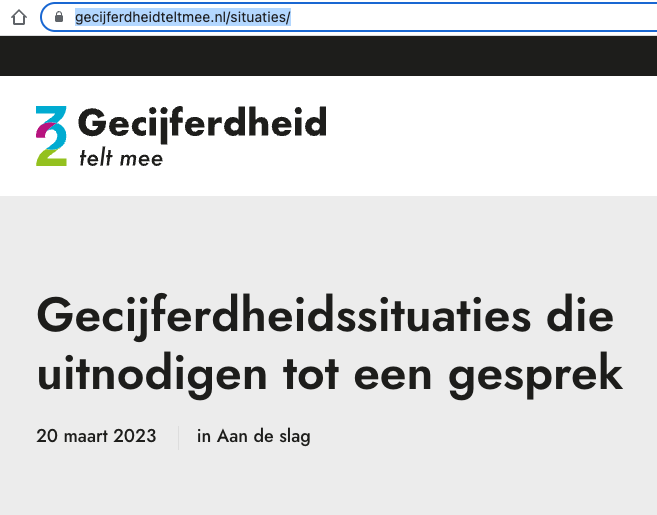 gecijferdheidteltmee.nl/situaties/
Gecijferdheid
telt mee
Gecijferdheidssituaties die
uitnodigen tot een gesprek
20 maart 2023 in Aan de slag